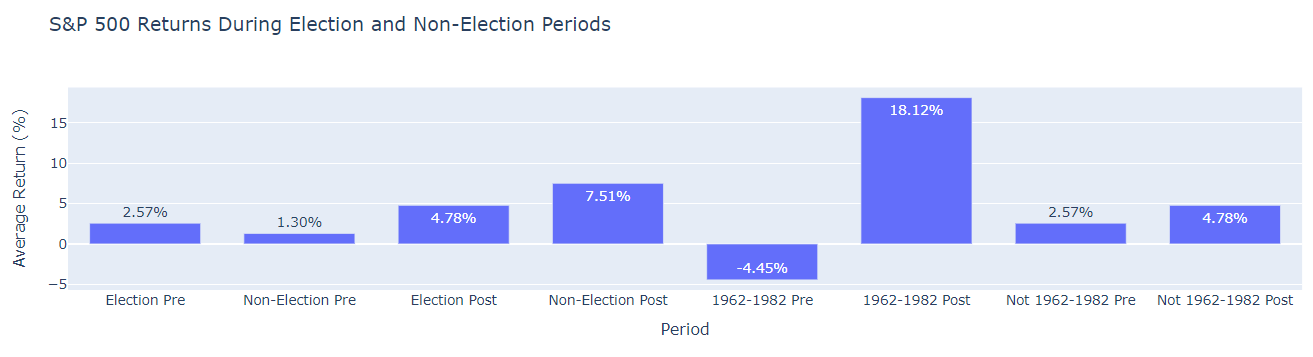 S&P 500 Returns During Election and Non-Election Periods
Average Return (%)
15
10
5
0
−5
2.57%
1.30%
4.78%
7.51%
-4.45%
18.12%
2.57%
4.78%
Election Pre
Non-Election Pre
Election Post
Non-Election Post
1962-1982 Pre
1962-1982 Post
Not 1962-1982 Pre
Not 1962-1982 Post
Period